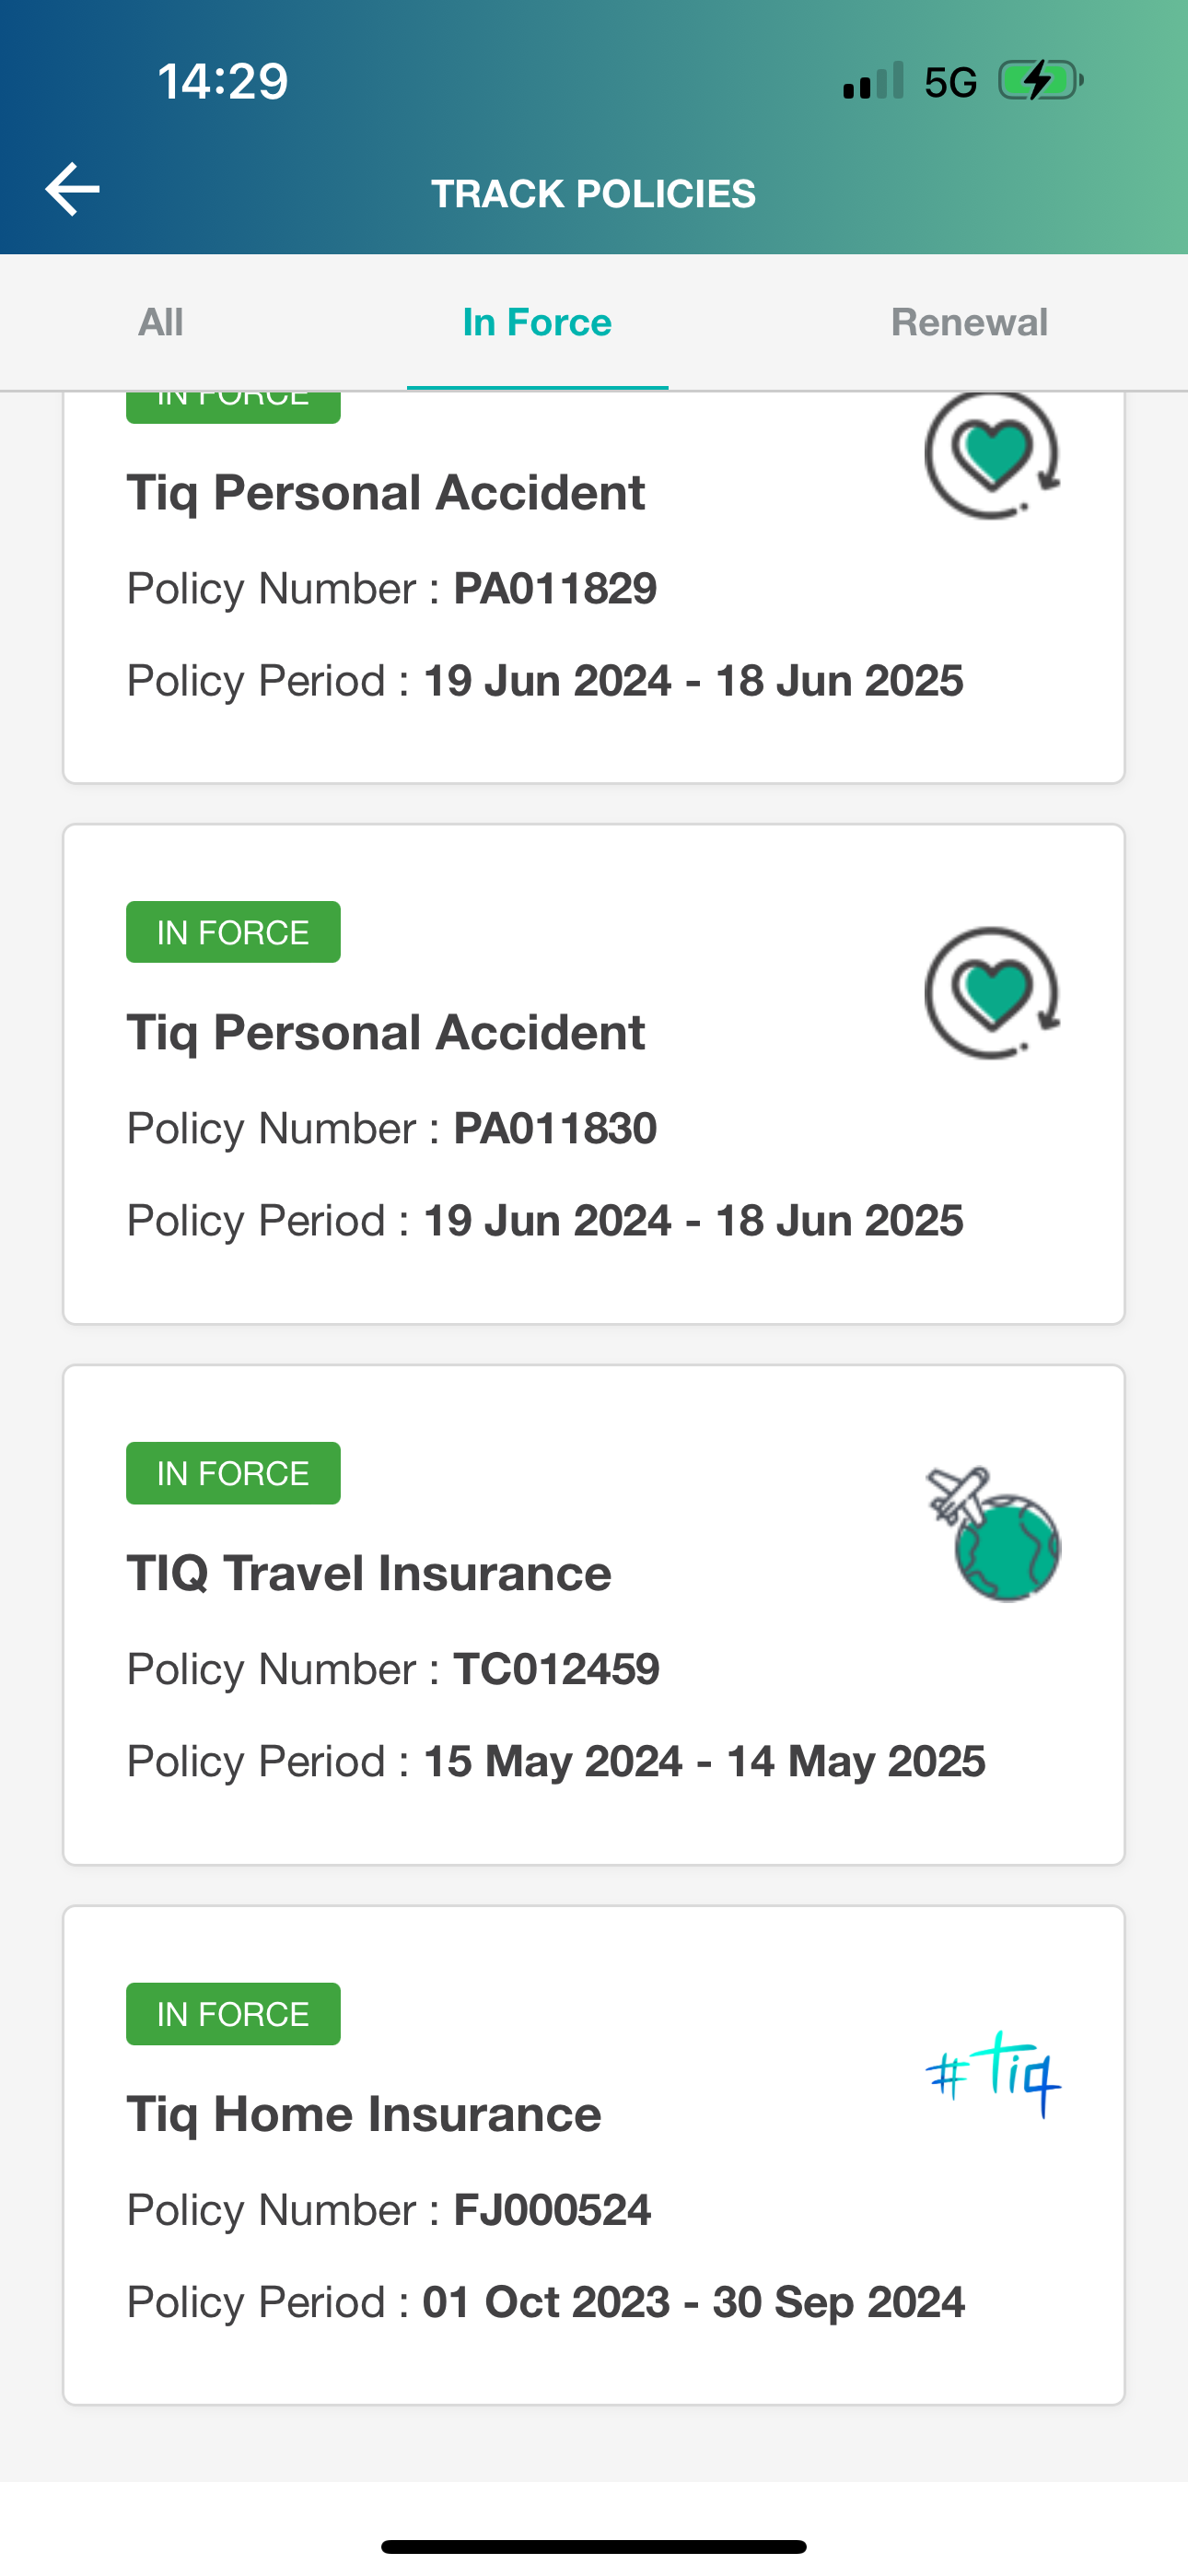 14:29
5G
TRACK POLICIES
All
In Force
Renewal
IN FORCE
Tiq Personal Accident
Policy Number : PA011829
Policy Period : 19 Jun 2024 - 18 Jun 2025
IN FORCE
Tiq Personal Accident
Policy Number : PA011830
Policy Period : 19 Jun 2024 - 18 Jun 2025
IN FORCE
TIQ Travel Insurance
Policy Number : TC012459
Policy Period : 15 May 2024 - 14 May 2025
IN FORCE
#Tiq
Tiq Home Insurance
Policy Number : FJ000524
Policy Period : 01 Oct 2023 - 30 Sep 2024